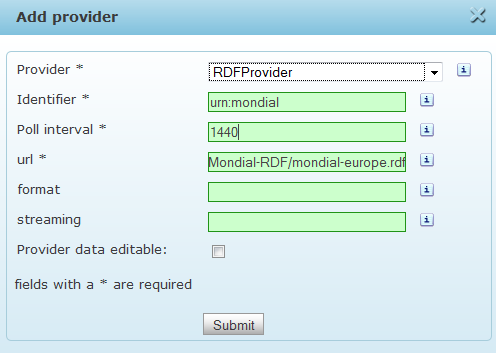 Add provider
Provider * RDFProvider
Identifier * urn:mondial
Poll interval * 1440
url * Mondial-RDF/mondial-europe.rdf
format
streaming
Provider data editable:
fields with a * are required
Submit